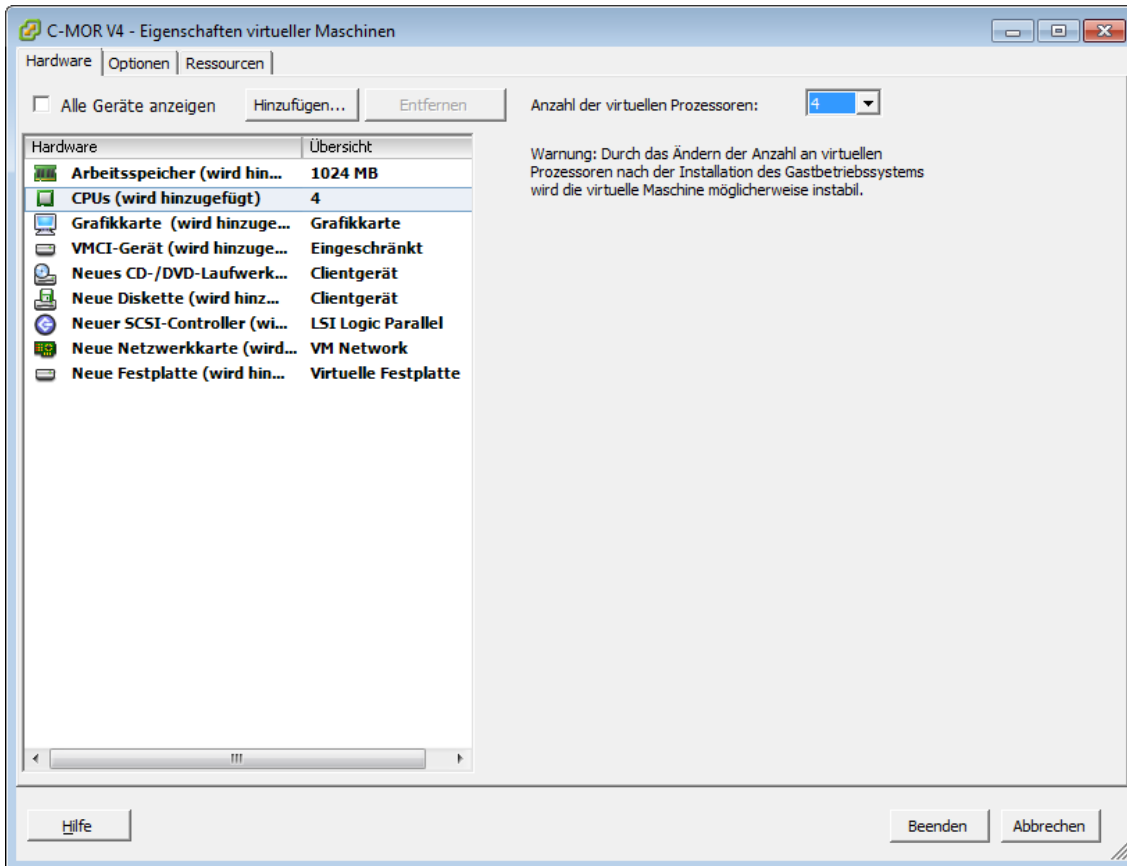 C-MOR V4 - Eigenschaften virtueller Maschinen
Hardware Optionen Ressourcen
Alle Geräte anzeigen Hinzufügen... Entfernen Anzahl der virtuellen Prozessoren: 4
Hardware Übersicht
Warnung: Durch das Ändern der Anzahl an virtuellen
Prozessoren nach der Installation des Gastbetriebssystems
wird die virtuelle Maschine möglicherweise instabil.
Arbeitsspeicher (wird hin... 1024 MB
CPUs (wird hinzugefügt) 4
Grafikkarte (wird hinzuge... Grafikkarte
VMCI-Gerät (wird hinzuge... Eingeschränkt
Neues CD-/DVD-Laufwerk... Clientgerät
Neue Diskette (wird hinz... Clientgerät
Neuer SCSI-Controller (wi... LSI Logic Parallel
Neue Netzwerkkarte (wird... VM Network
Neue Festplatte (wird hin... Virtuelle Festplatte
Hilfe Beenden Abbrechen